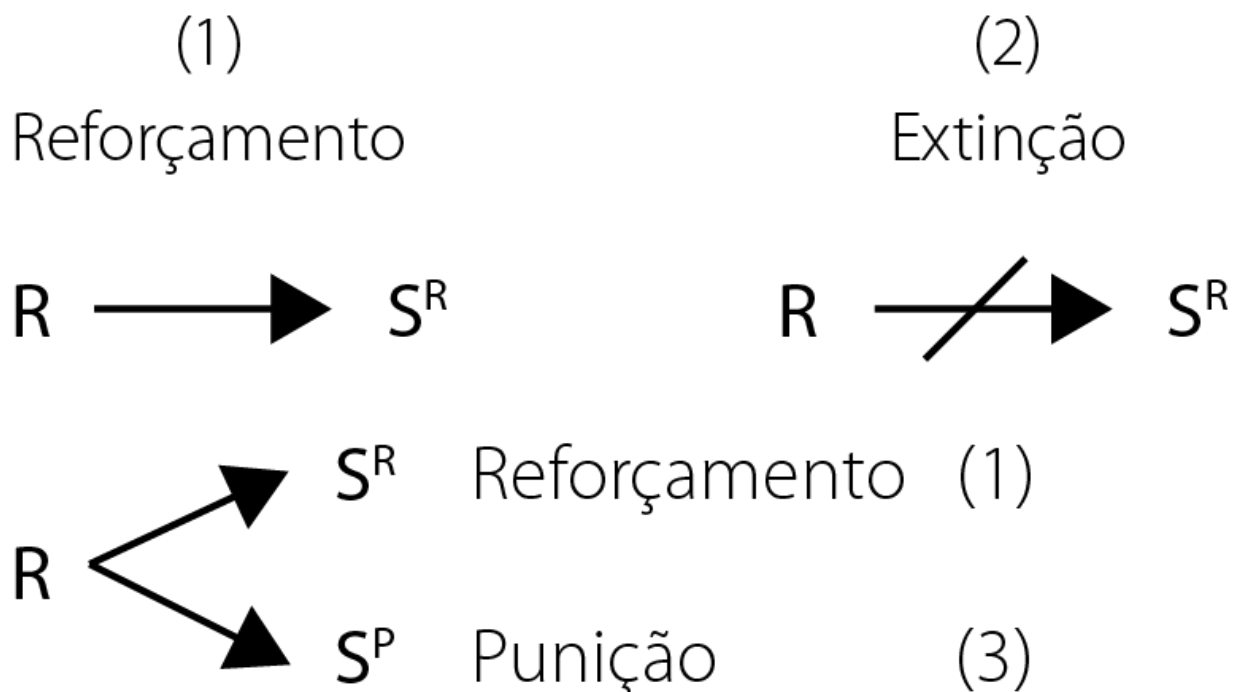 (1) (2)
Reforçamento Extinção
R S^R R S^R
S^R Reforçamento (1)
R
S^P Punição (3)